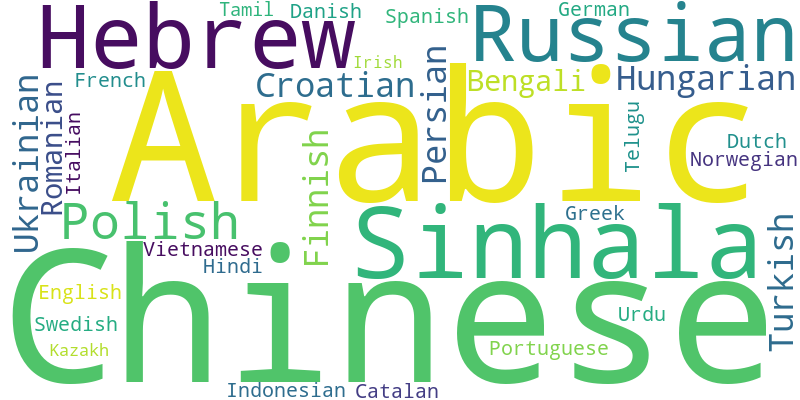 Tamil
Danish
Spanish
German
Hebrew
Russian
Irish
French
Croatian
Bengali
Hungarian
Arabic
Ukrainian
Romanian
Italian
Persian
Telugu
Dutch
Norwegian
Finnish
Polish
Sinhala
Greek
Turkish
Vietnamese
Hindi
Chinese
English
Swedish
Urdu
Kazakh
Portuguese
Indonesian
Catalan